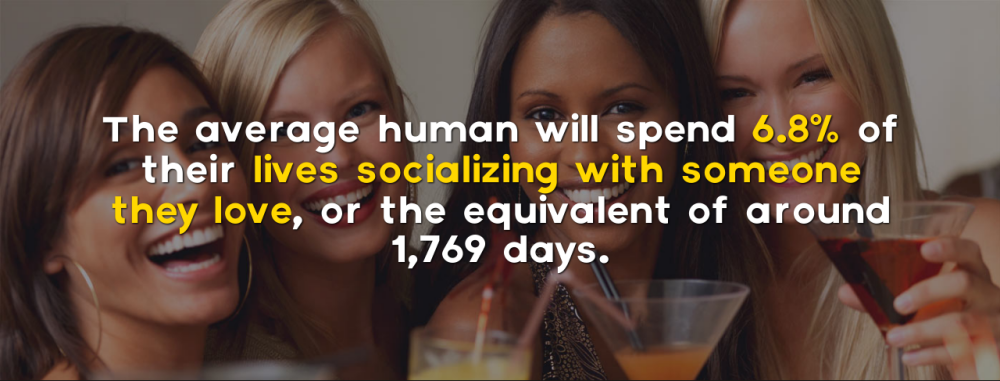 The average human will spend 6.8% of
their lives socializing with someone
they love, or the equivalent of around
1,769 days.